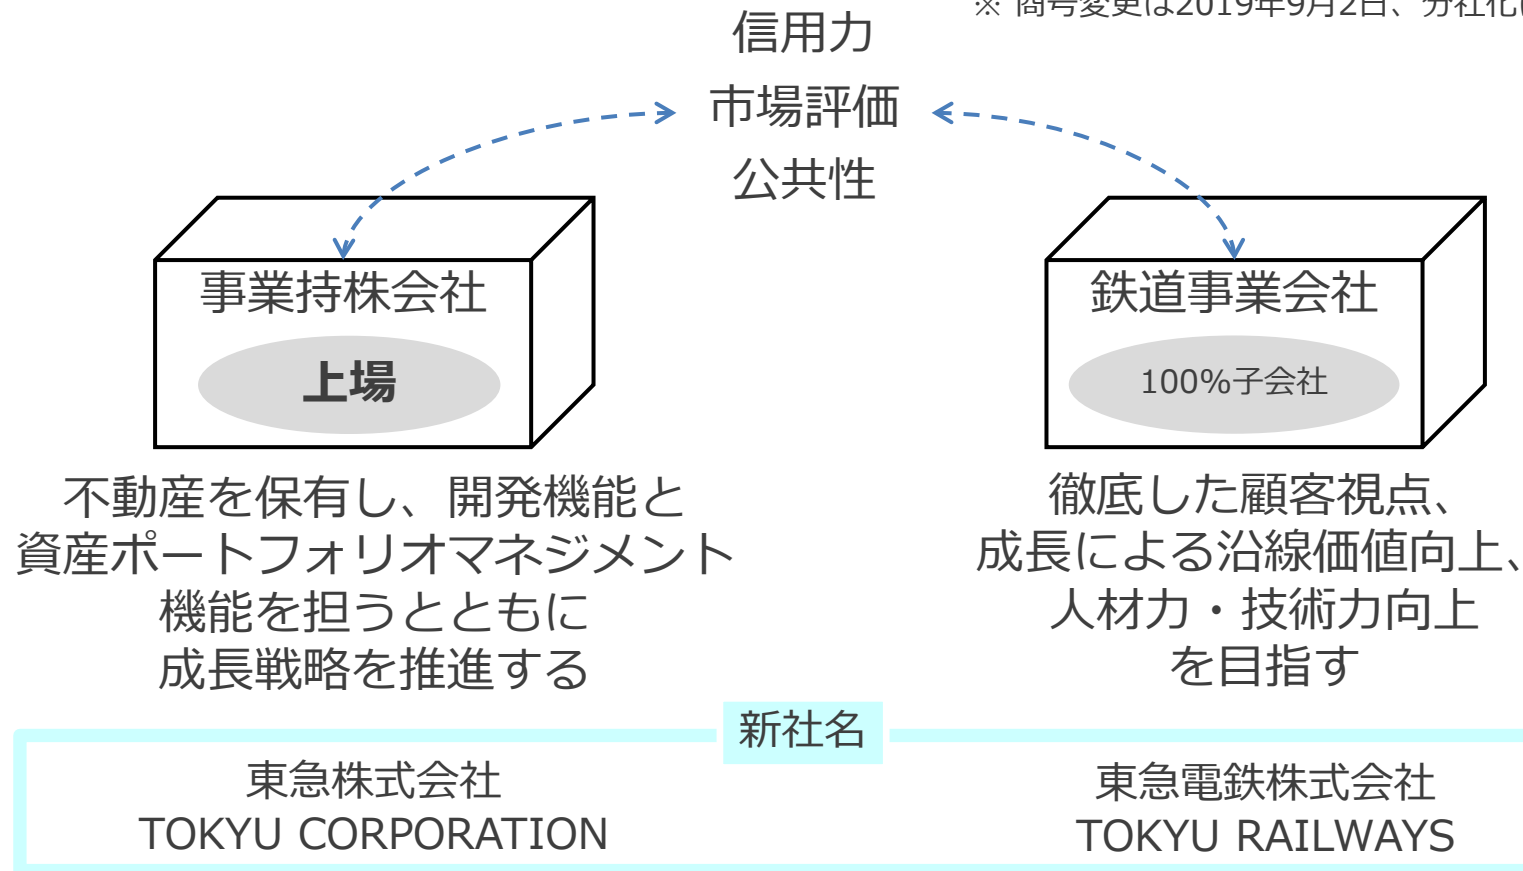 ※ 商号変更は2019年9月2日、分社化
信用力
市場評価
公共性
事業持株会社
上場
不動産を保有し、開発機能と
資産ポートフォリオマネジメント
機能を担うとともに
成長戦略を推進する
鉄道事業会社
100%子会社
徹底した顧客視点、
成長による沿線価値向上、
人材力・技術力向上
を目指す
新社名
東急株式会社
TOKYU CORPORATION
東急電鉄株式会社
TOKYU RAILWAYS